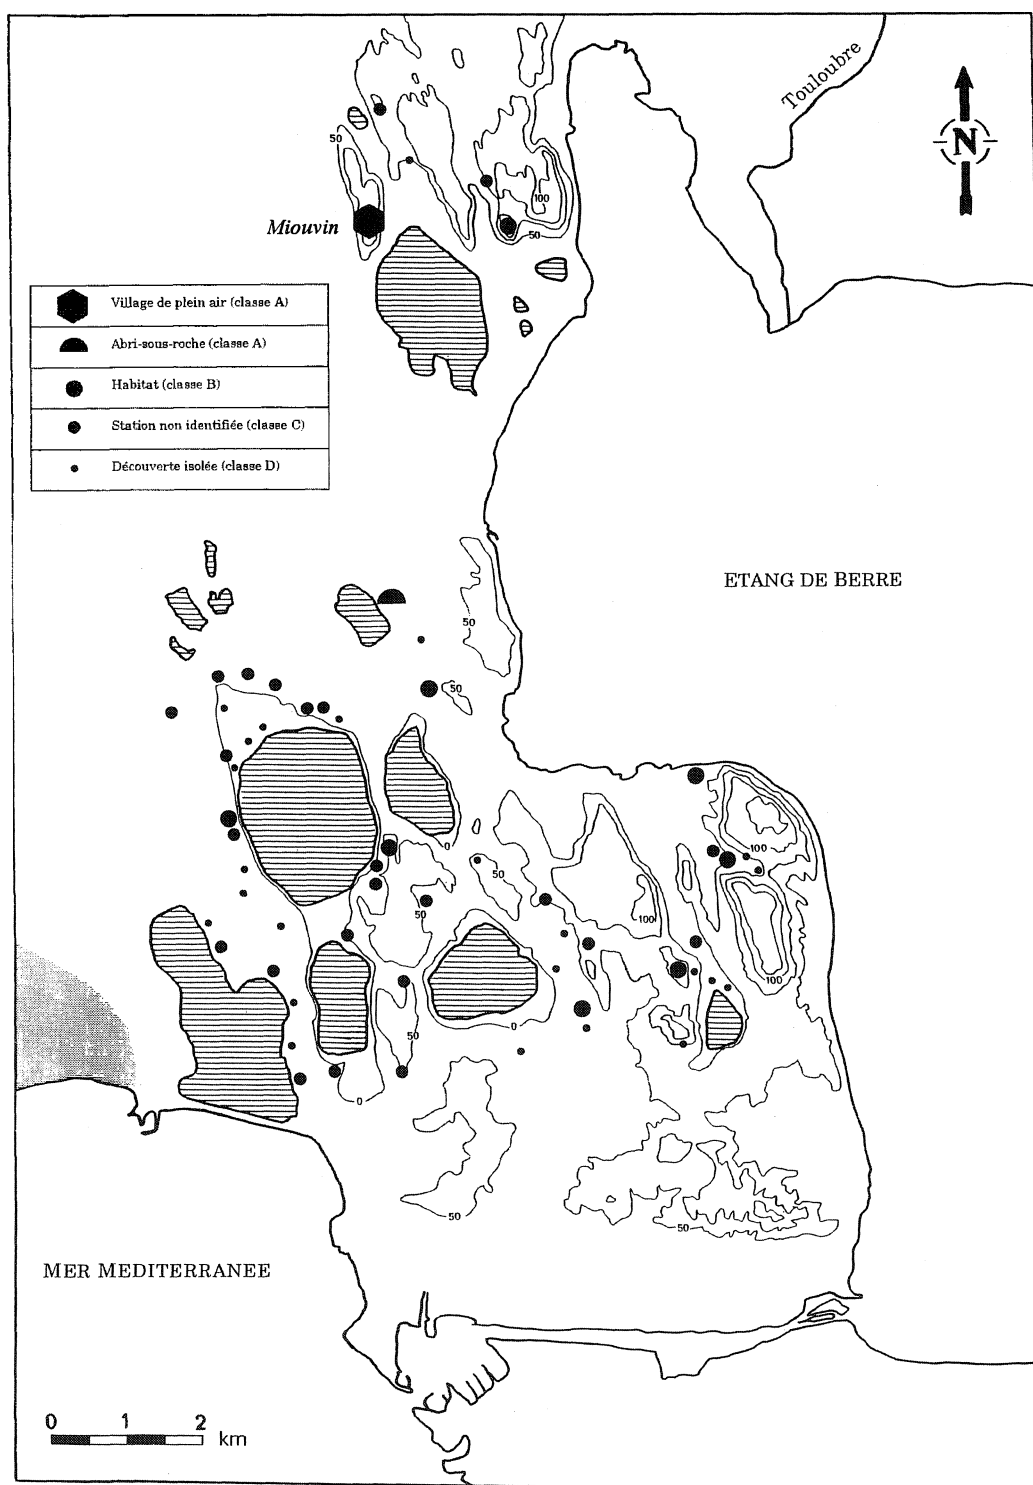 Touloubre
N
50
100
50
Miouvin
Village de plein air (classe A)
Abri-sous-roche (classe A)
Habitat (classe B)
Station non identifiée (classe C)
Découverte isolée (classe D)
ETANG DE BERRE
50
50
100
0
50
50
100
100
0
50
0
50
50
MER MEDITERRANEE
0 1 2
km